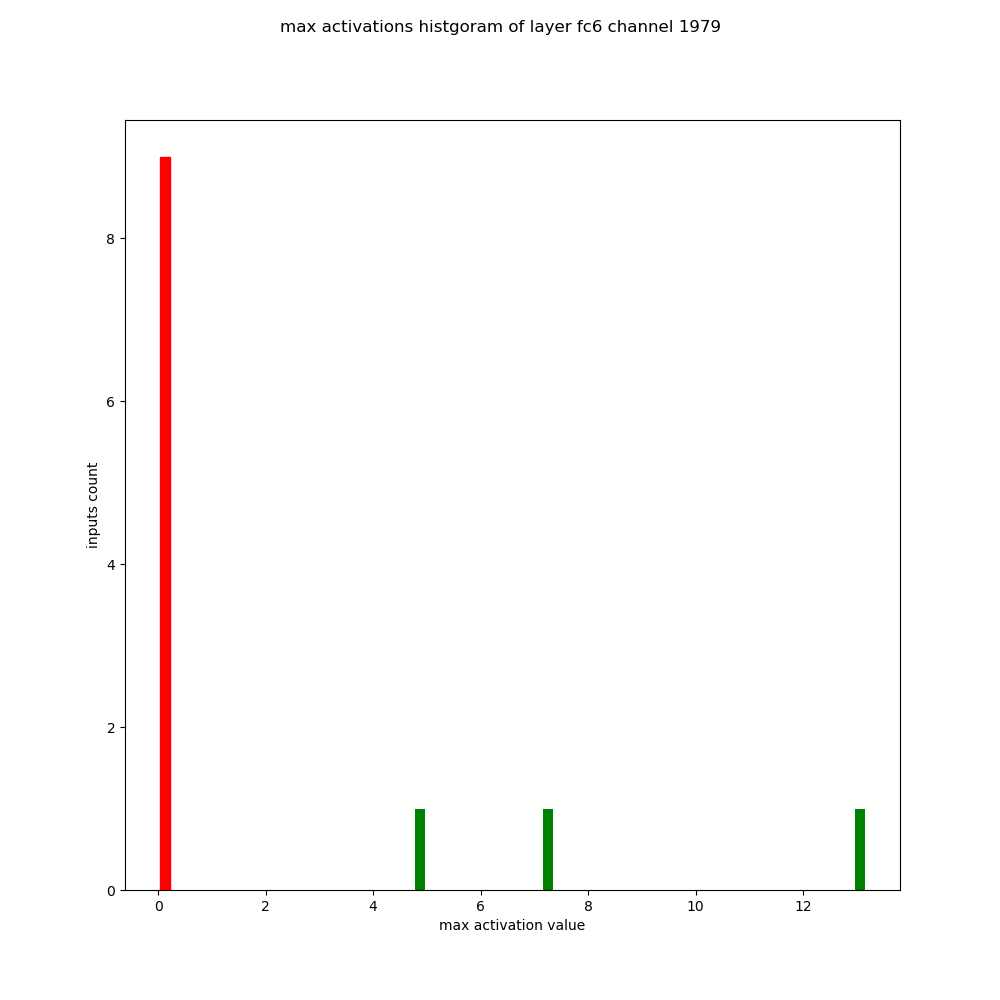 max activations histgoram of layer fc6 channel 1979
8
6
4
2
0
inputs count
0 2 4 6 8 10 12
max activation value